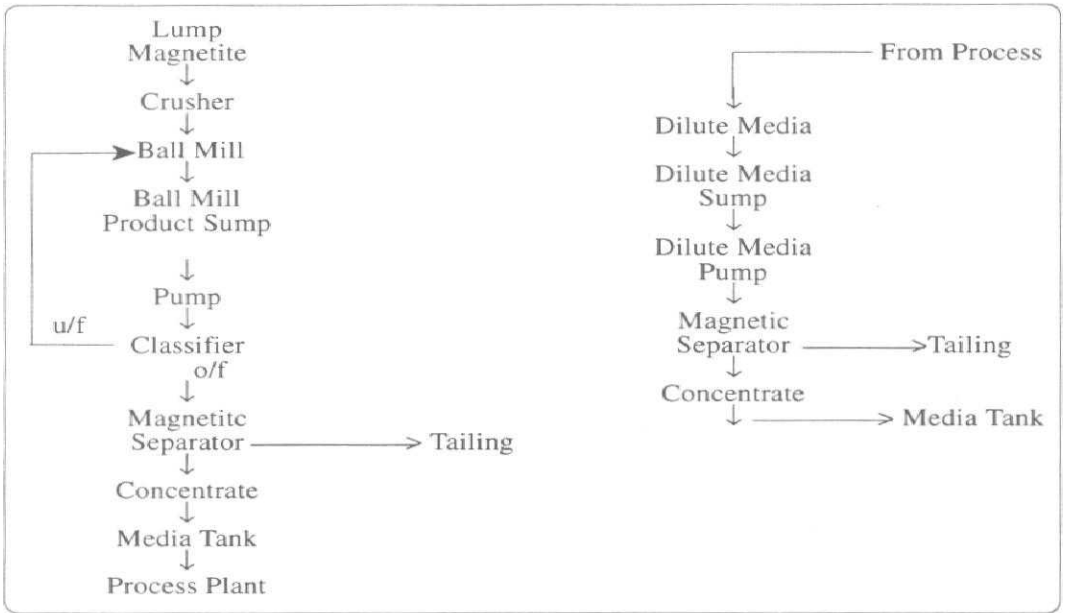 Lump
Magnetite
Crusher
Ball Mill
Ball Mill
Product Sump
Pump
u/f
Classifier
o/f
Magnetitc
Separator
Tailing
Concentrate
Media Tank
Process Plant
From Process
Dilute Media
Dilute Media
Sump
Dilute Media
Pump
Magnetic
Separator
Tailing
Concentrate
Media Tank